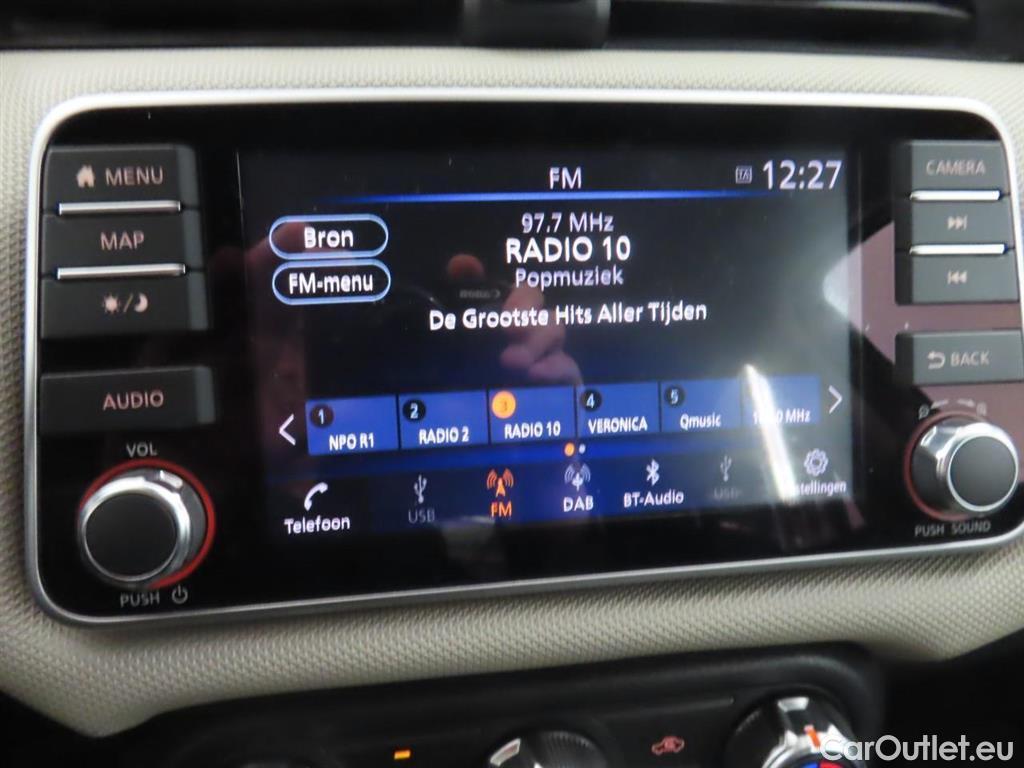 MENU
MAP
AUDIO
VOL
PUSH
FM
TA 12:27
Bron
FM-menu
97.7 MHz
RADIO 10
Popmuziek
De Grootste Hits Aller Tijden
1 NPO R1
2 RADIO 2
3 RADIO 10
4 VERONICA
5 Qmusic
MHz
Telefoon
USB
FM
DAB
BT-Audio
USB
CAMERA
BACK
PUSH SOUND
CarOutlet.eu